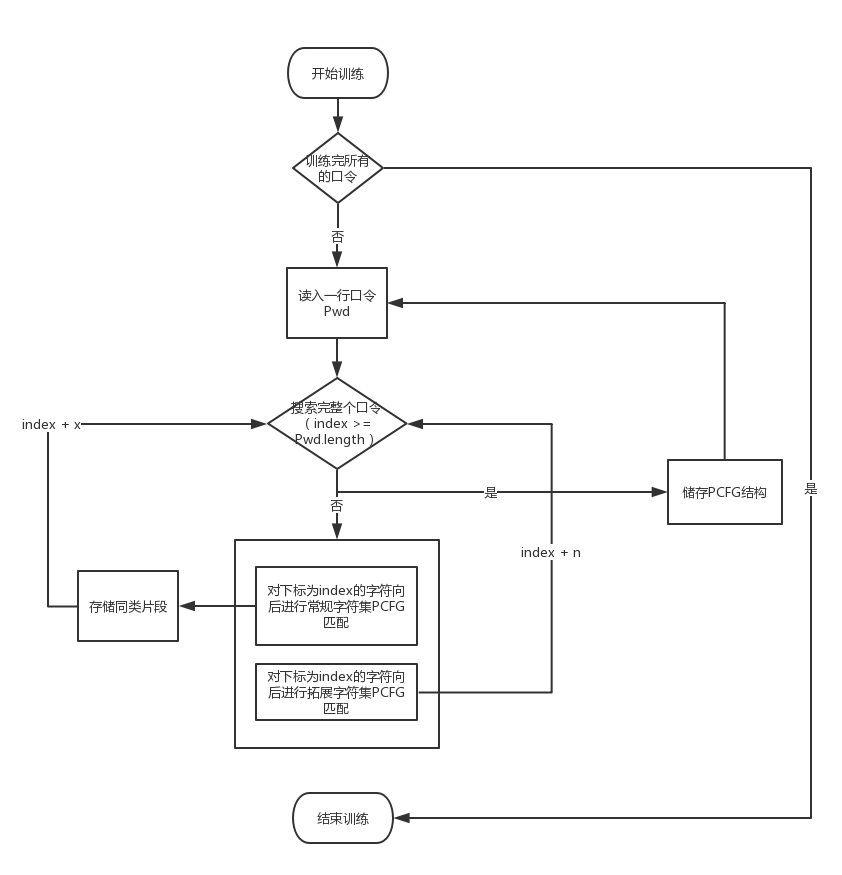 开始训练
训练完所有
的口令
否
读入一行口令
Pwd
搜索完整个口令
( index >=
Pwd.length )
index + x
是
否
储存PCFG结构
是
index + n
对下标为index的字符向
后进行常规字符集PCFG
匹配
存储同类片段
对下标为index的字符向
后进行拓展字符集PCFG
匹配
结束训练